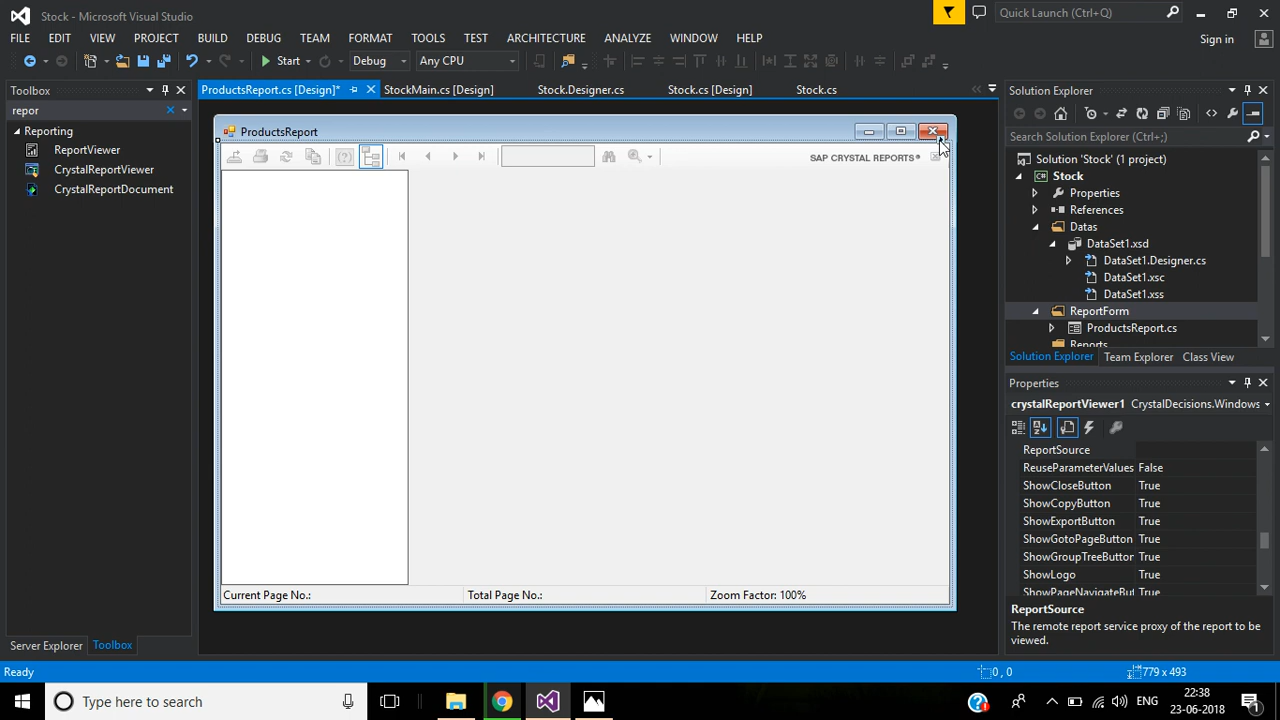 Stock - Microsoft Visual Studio
Quick Launch (Ctrl+Q)
FILE EDIT VIEW PROJECT BUILD DEBUG TEAM FORMAT TOOLS TEST ARCHITECTURE ANALYZE WINDOW HELP
Sign in
Start Debug Any CPU
Toolbox
repor
Reporting
ReportViewer
CrystalReportViewer
CrystalReportDocument
Server Explorer Toolbox
ProductsReport.cs [Design]* StockMain.cs [Design] Stock.Designer.cs Stock.cs [Design] Stock.cs
ProductsReport
SAP CRYSTAL REPORTS®
Current Page No.: Total Page No.: Zoom Factor: 100%
Solution Explorer
Search Solution Explorer (Ctrl+;)
Solution 'Stock' (1 project)
Stock
Properties
References
Datas
DataSet1.xsd
DataSet1.Designer.cs
DataSet1.xsc
DataSet1.xss
ReportForm
ProductsReport.cs
Reports
Solution Explorer Team Explorer Class View
Properties
crystalReportViewer1 CrystalDecisions.Windows
ReportSource
ReuseParameterValues False
ShowCloseButton True
ShowCopyButton True
ShowExportButton True
ShowGotoPageButton True
ShowGroupTreeButton True
ShowLogo True
ShowPageNavigateBut True
ReportSource
The remote report service proxy of the report to be
viewed.
Ready
0 , 0
779 x 493
Type here to search
ENG
22:38
23-06-2018
1